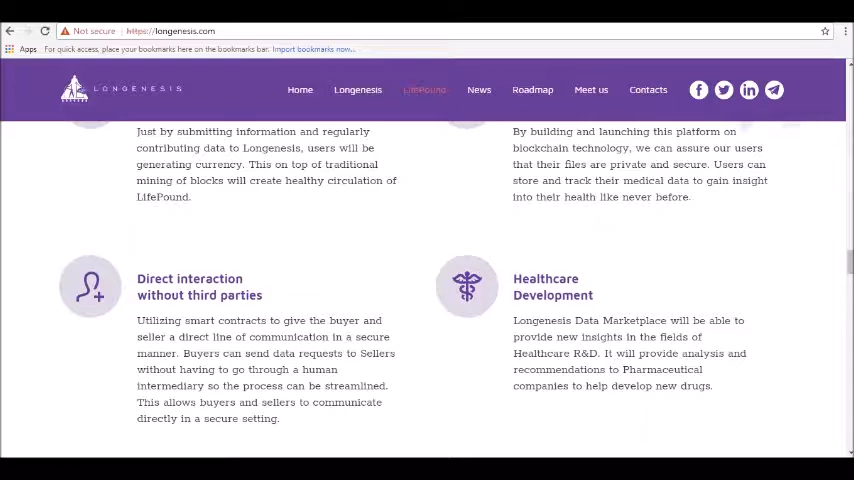 Not secure https://longenesis.com
Apps For quick access, place your bookmarks here on the bookmarks bar. Import bookmarks now...
LONGENESIS Home Longenesis LifePound News Roadmap Meet us Contacts
Just by submitting information and regularly
contributing data to Longenesis, users will be
generating currency. This on top of traditional
mining of blocks will create healthy circulation of
LifePound.
By building and launching this platform on
blockchain technology, we can assure our users
that their files are private and secure. Users can
store and track their medical data to gain insight
into their health like never before.
Direct interaction
without third parties
Utilizing smart contracts to give the buyer and
seller a direct line of communication in a secure
manner. Buyers can send data requests to Sellers
without having to go through a human
intermediary so the process can be streamlined.
This allows buyers and sellers to communicate
directly in a secure setting.
Healthcare
Development
Longenesis Data Marketplace will be able to
provide new insights in the fields of
Healthcare R&D. It will provide analysis and
recommendations to Pharmaceutical
companies to help develop new drugs.